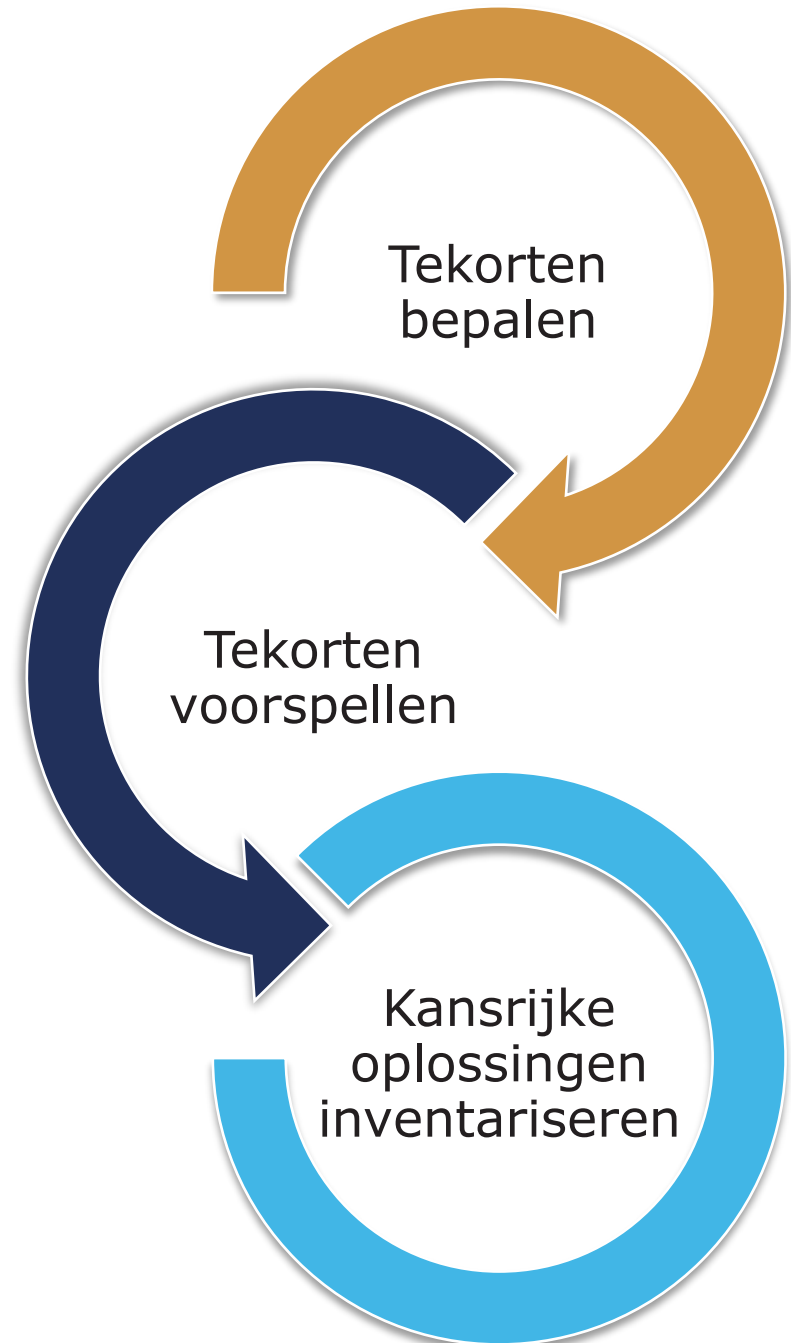 Tekorten
bepalen
Tekorten
voorspellen
Kansrijke
oplossingen
inventariseren